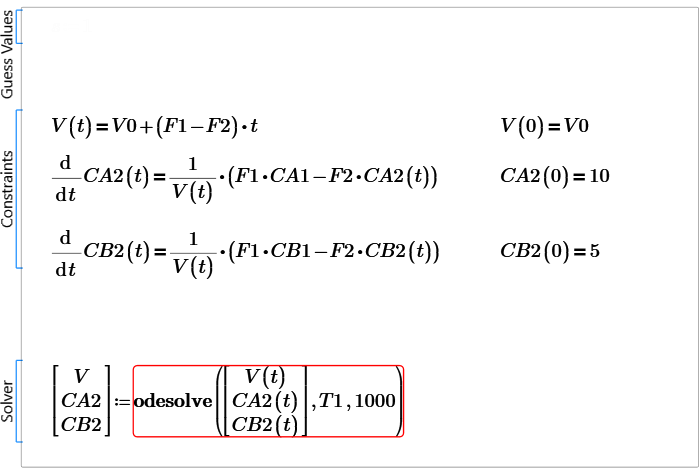 Guess Values
Constraints
V(t)=V0+(F1−F2)⋅t V(0)=V0
d/dt CA2(t)=1/V(t)⋅(F1⋅CA1−F2⋅CA2(t)) CA2(0)=10
d/dt CB2(t)=1/V(t)⋅(F1⋅CB1−F2⋅CB2(t)) CB2(0)=5
Solver
[V
CA2
CB2] := odesolve([V(t)
CA2(t)
CB2(t)], T1, 1000)